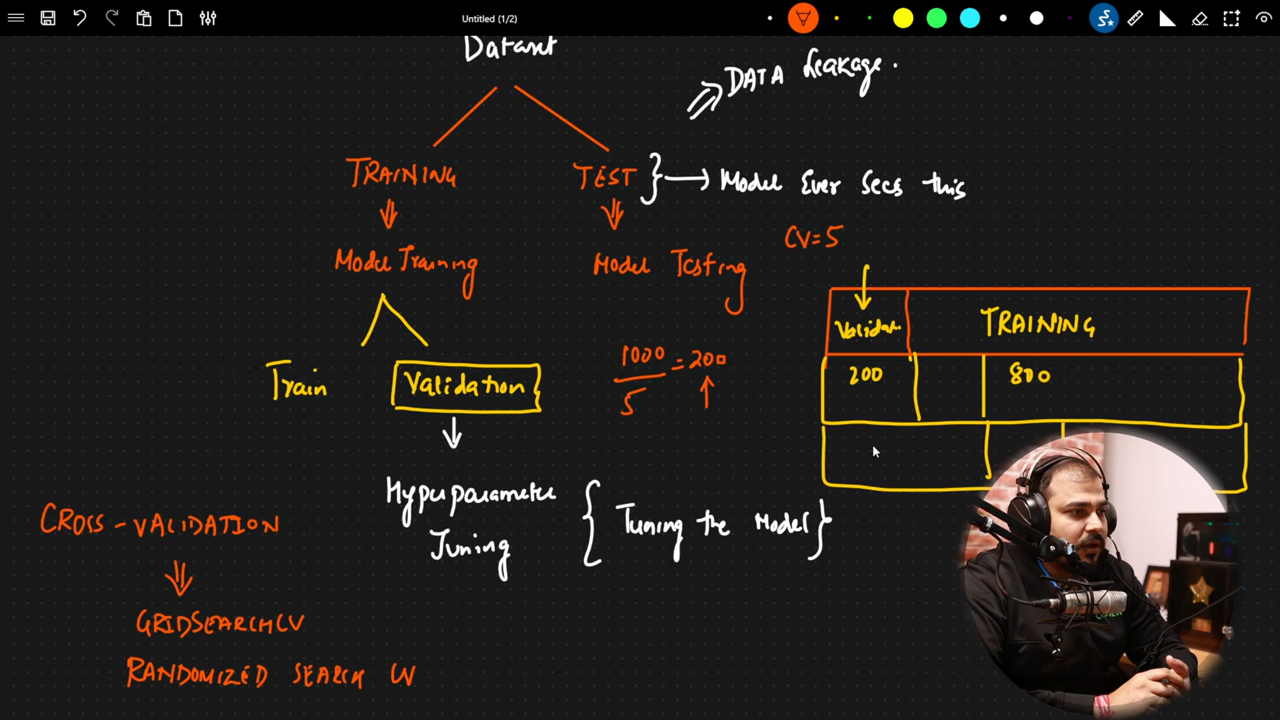 Untitled (1/2)
Dataset
DATA Leakage.
TRAINING
TEST
Model Ever Sees this
Model Training
Model Testing
CV=5
Validat.
TRAINING
Train
Validation
1000
5
=200
200
800
Hyperparameter
Tuning
Tuning the Model
CROSS-VALIDATION
GRIDSEARCHCV
RANDOMIZED SEARCH CV